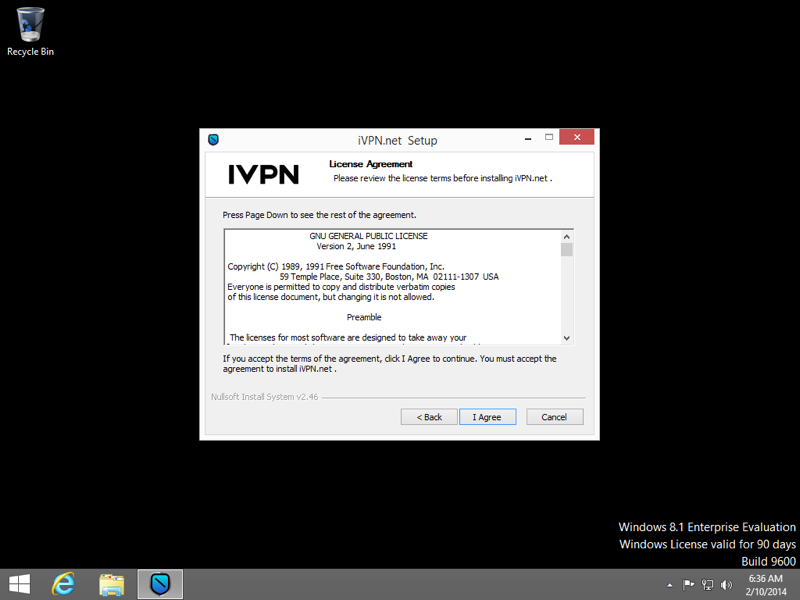 Recycle Bin
iVPN.net Setup
IVPN
License Agreement
Please review the license terms before installing iVPN.net .
Press Page Down to see the rest of the agreement.
GNU GENERAL PUBLIC LICENSE
Version 2, June 1991
Copyright (C) 1989, 1991 Free Software Foundation, Inc.
59 Temple Place, Suite 330, Boston, MA 02111-1307 USA
Everyone is permitted to copy and distribute verbatim copies
of this license document, but changing it is not allowed.
Preamble
The licenses for most software are designed to take away your
If you accept the terms of the agreement, click I Agree to continue. You must accept the
agreement to install iVPN.net .
Nullsoft Install System v2.46
< Back
I Agree
Cancel
Windows 8.1 Enterprise Evaluation
Windows License valid for 90 days
Build 9600
6:36 AM
2/10/2014